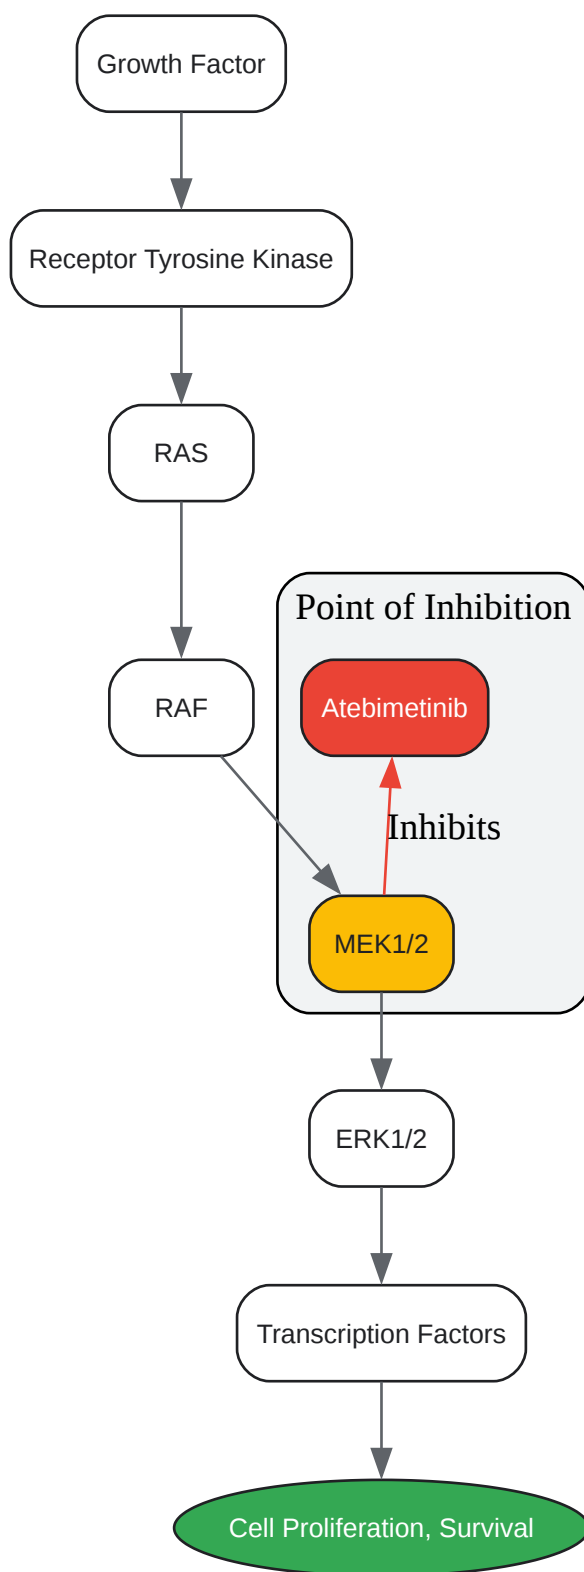 Growth Factor
Receptor Tyrosine Kinase
RAS
Point of Inhibition
RAF
Atebimetinib
Inhibits
MEK1/2
ERK1/2
Transcription Factors
Cell Proliferation, Survival